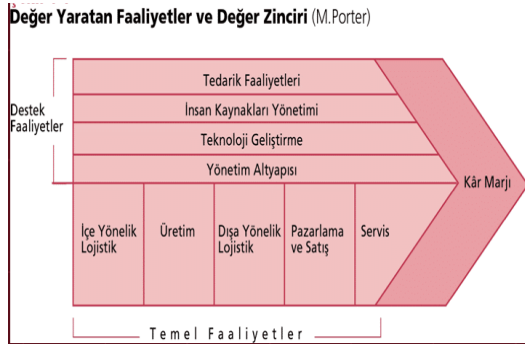 Değer Yaratan Faaliyetler ve Değer Zinciri (M.Porter)
Tedarik Faaliyetleri
Destek
Faaliyetler
İnsan Kaynakları Yönetimi
Teknoloji Geliştirme
Yönetim Altyapısı
Kâr Marjı
İçe Yönelik
Lojistik
Üretim
Dışa Yönelik
Lojistik
Pazarlama
ve Satış
Servis
Temel Faaliyetler